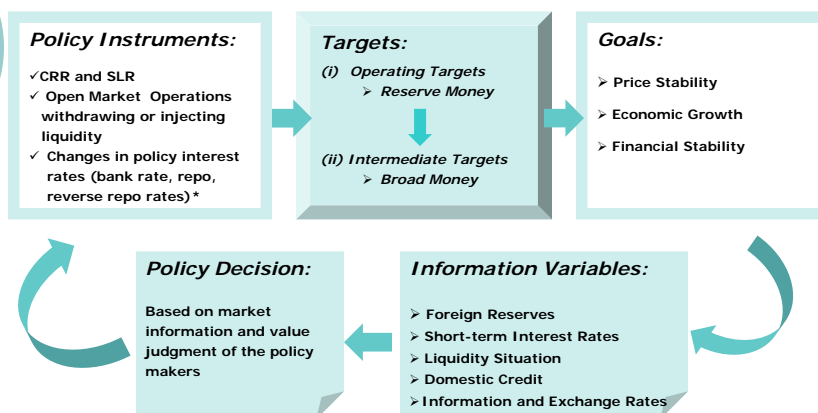 Policy Instruments:
✓CRR and SLR
✓ Open Market Operations
withdrawing or injecting
liquidity
✓ Changes in policy interest
rates (bank rate, repo,
reverse repo rates)*
Targets:
(i) Operating Targets
➢ Reserve Money
(ii) Intermediate Targets
➢ Broad Money
Goals:
➢ Price Stability
➢ Economic Growth
➢ Financial Stability
Information Variables:
➢ Foreign Reserves
➢ Short-term Interest Rates
➢ Liquidity Situation
➢ Domestic Credit
➢Information and Exchange Rates
Policy Decision:
Based on market
information and value
judgment of the policy
makers